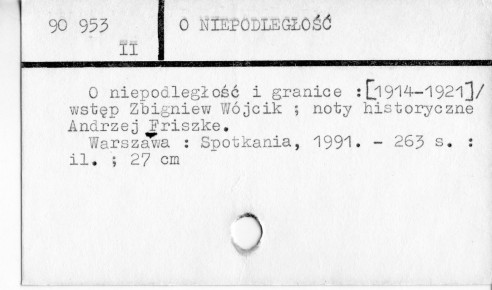 90 953
II
O NIEPODLEGŁOŚĆ
O niepodległość i granice :[1914-1921]/
wstęp Zbigniew Wójcik ; noty historyczne
Andrzej Friszke.
Warszawa : Spotkania, 1991. - 263 s. :
il. ; 27 cm